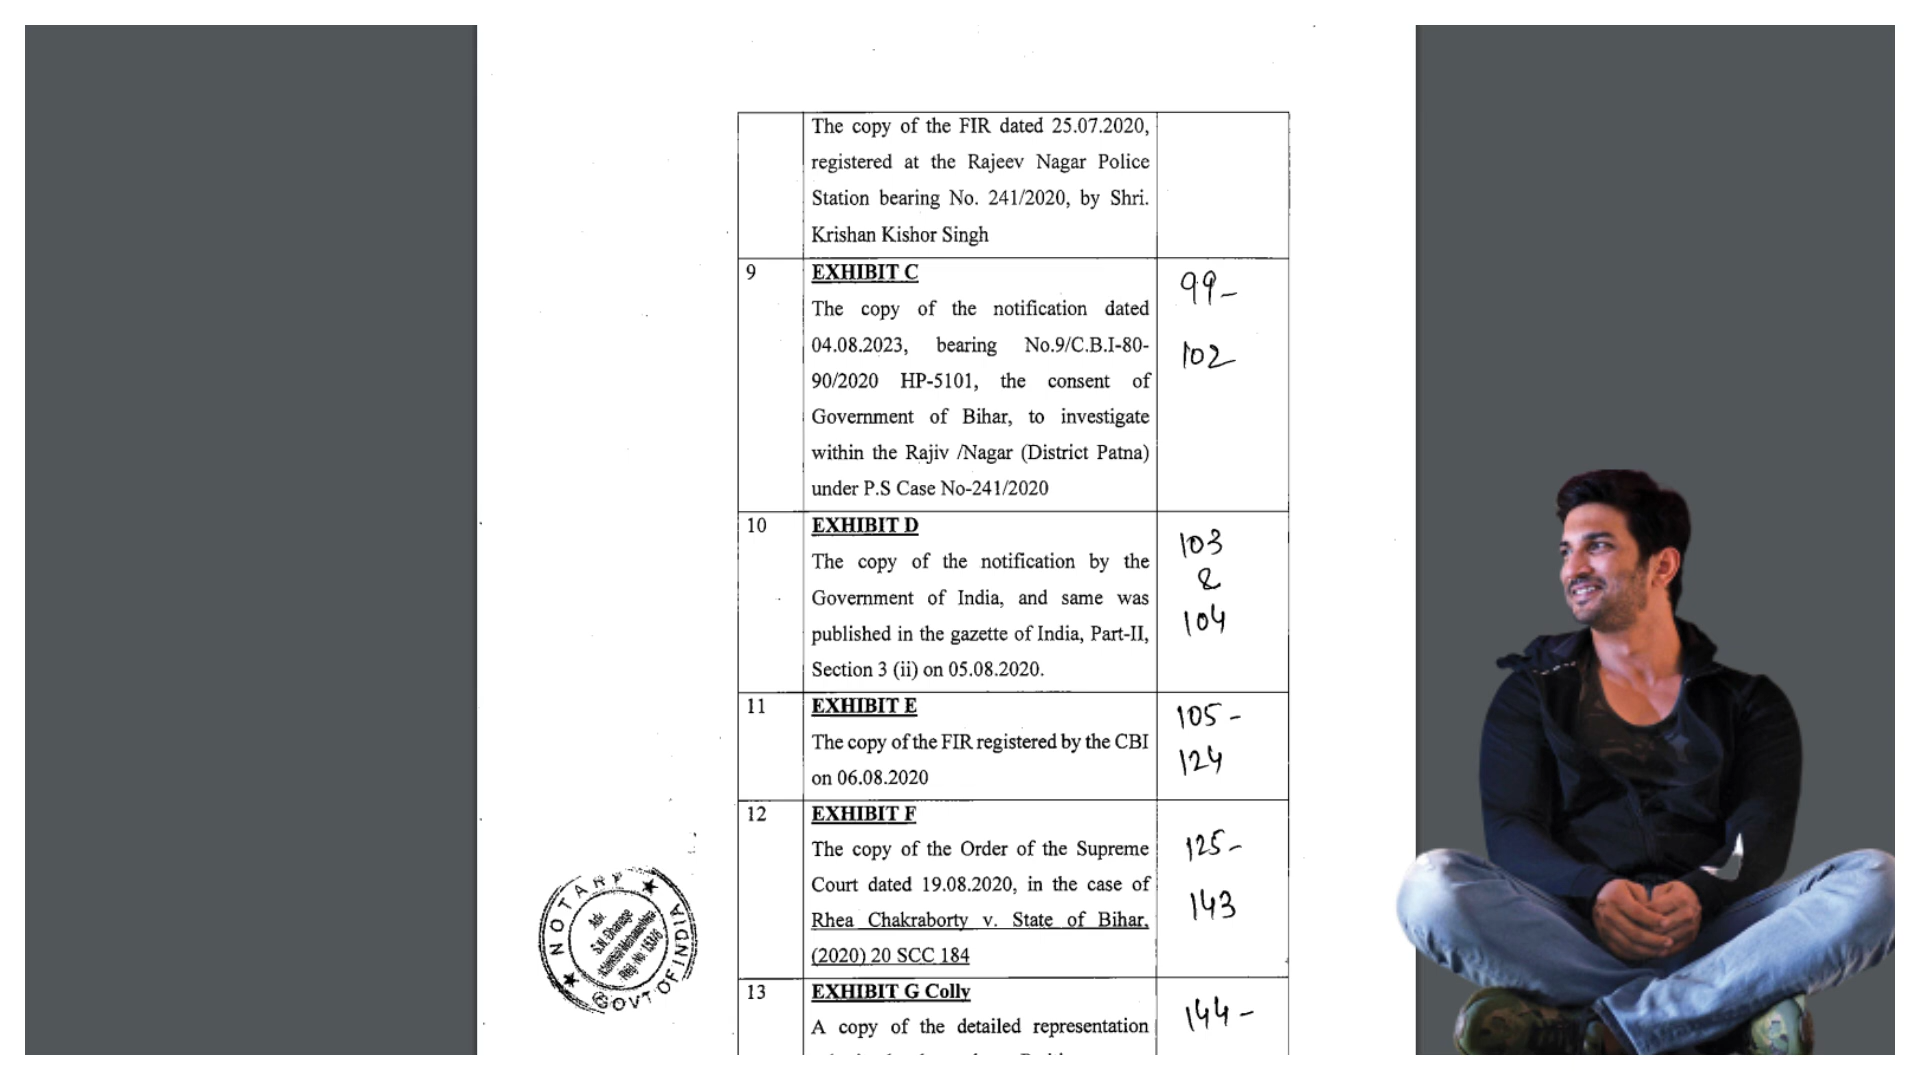 The copy of the FIR dated 25.07.2020,
registered at the Rajeev Nagar Police
Station bearing No. 241/2020, by Shri.
Krishan Kishor Singh
9 EXHIBIT C 99-
The copy of the notification dated
04.08.2023, bearing No.9/C.B.I-80- 102
90/2020 HP-5101, the consent of
Government of Bihar, to investigate
within the Rajiv /Nagar (District Patna)
under P.S Case No-241/2020
10 EXHIBIT D 103
The copy of the notification by the &
Government of India, and same was 104
published in the gazette of India, Part-II,
Section 3 (ii) on 05.08.2020.
11 EXHIBIT E 105-
The copy of the FIR registered by the CBI 124
on 06.08.2020
12 EXHIBIT F
The copy of the Order of the Supreme 125-
Court dated 19.08.2020, in the case of 143
Rhea Chakraborty v. State of Bihar,
(2020) 20 SCC 184
13 EXHIBIT G Colly 144-
A copy of the detailed representation
NOTARY
Adv.
S.N. Dhanage
Reg. No.
GOVT OF INDIA